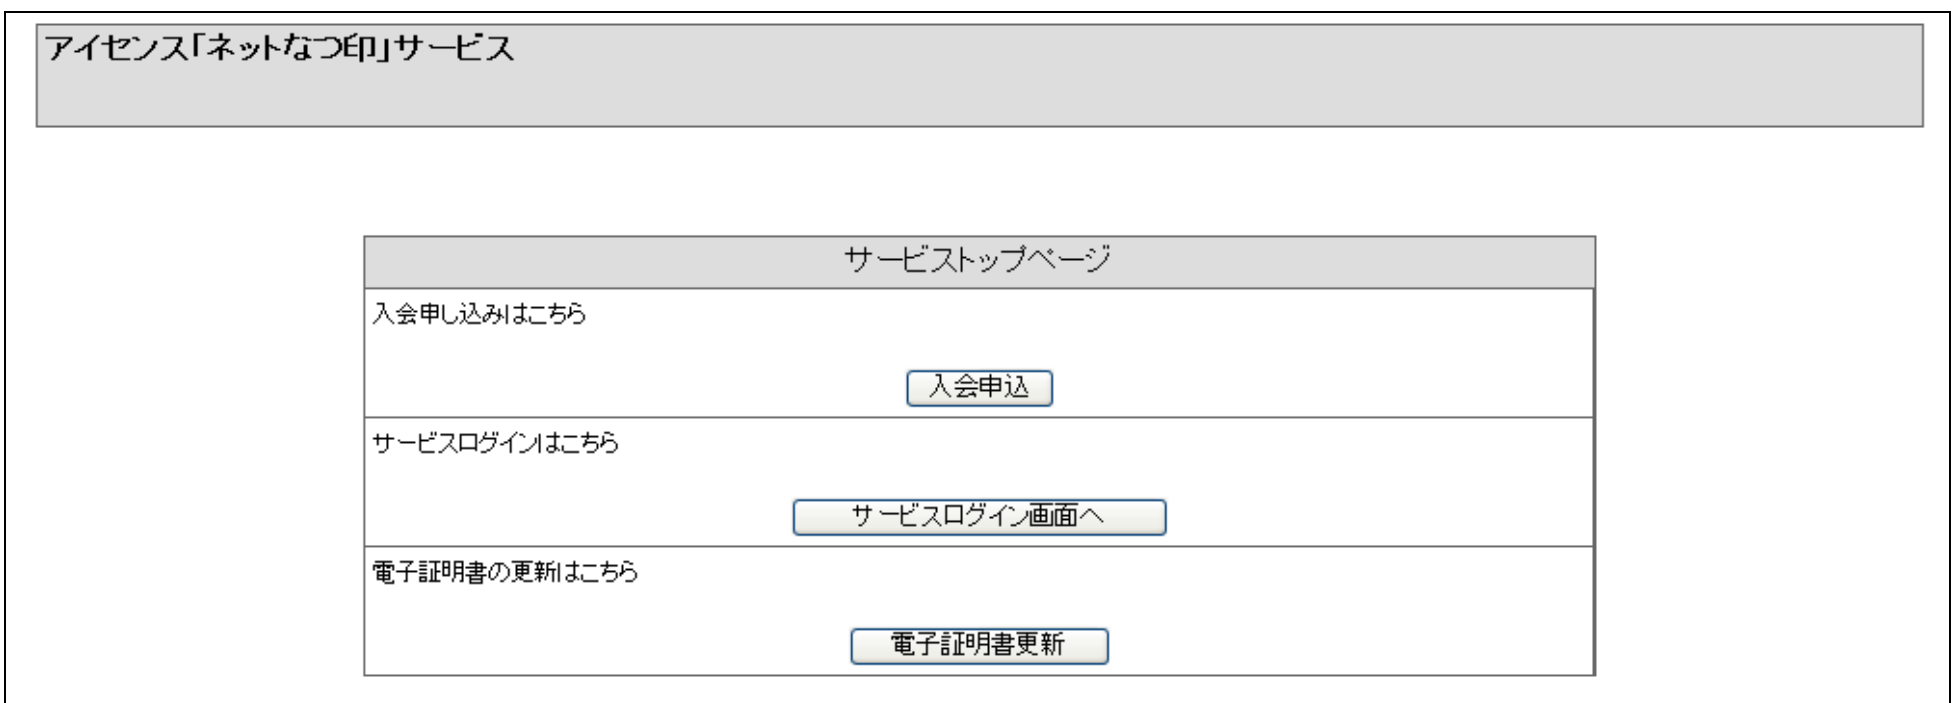 アイセンス「ネットなつ印」サービス
サービストップページ
入会申し込みはこちら
入会申込
サービスログインはこちら
サービスログイン画面へ
電子証明書の更新はこちら
電子証明書更新